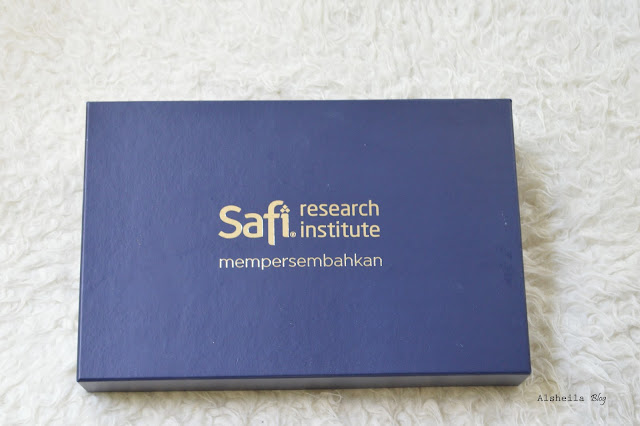 Safi® research
institute
mempersembahkan
Alsheila Blog